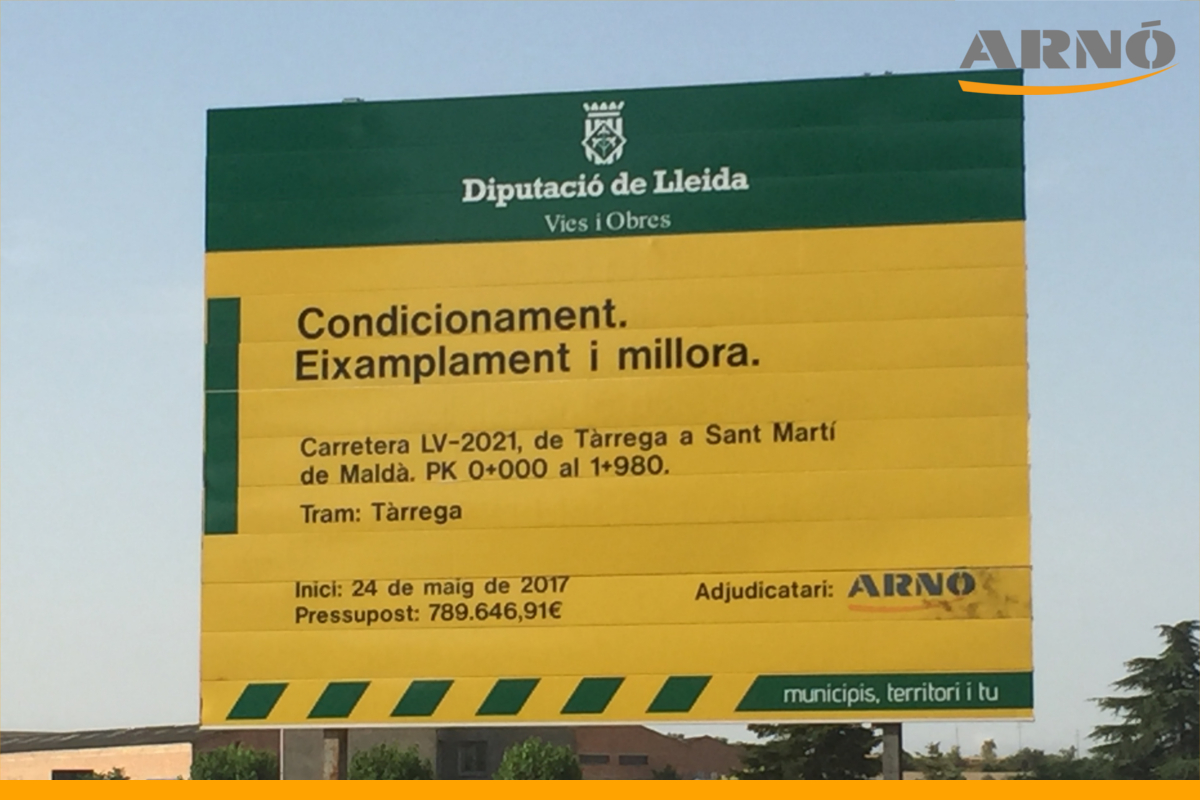 ARNÓ
Diputació de Lleida
Vies i Obres
Condicionament.
Eixamplament i millora.
Carretera LV-2021, de Tàrrega a Sant Martí
de Maldà. PK 0+000 al 1+980.
Tram: Tàrrega
Inici: 24 de maig de 2017
Pressupost: 789.646,91€
Adjudicatari: ARNÓ
municipis, territori i tu